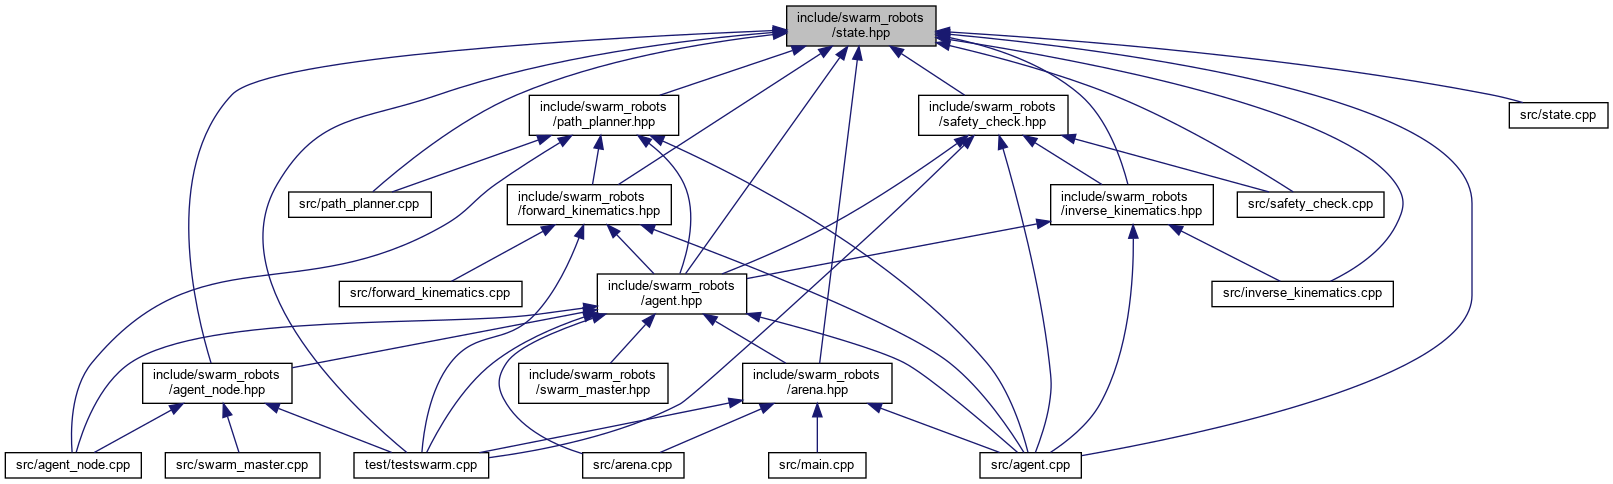 include/swarm_robots
/state.hpp
include/swarm_robots
/path_planner.hpp
include/swarm_robots
/safety_check.hpp
src/state.cpp
src/path_planner.cpp
include/swarm_robots
/forward_kinematics.hpp
include/swarm_robots
/inverse_kinematics.hpp
src/safety_check.cpp
src/forward_kinematics.cpp
include/swarm_robots
/agent.hpp
src/inverse_kinematics.cpp
include/swarm_robots
/agent_node.hpp
include/swarm_robots
/swarm_master.hpp
include/swarm_robots
/arena.hpp
src/agent_node.cpp
src/swarm_master.cpp
test/testswarm.cpp
src/arena.cpp
src/main.cpp
src/agent.cpp